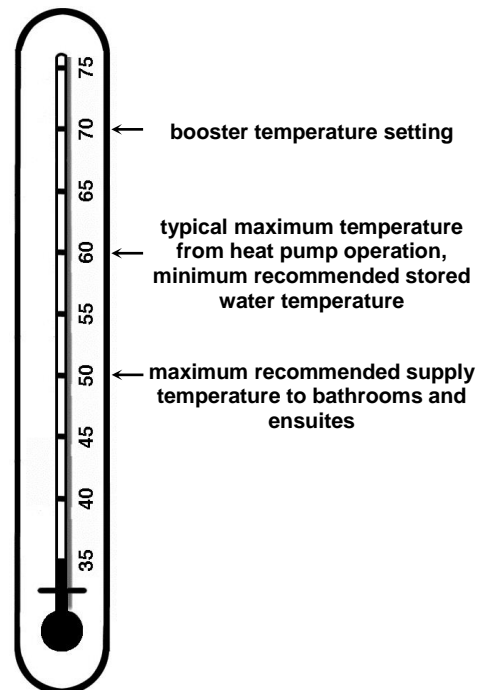 75
70
booster temperature setting
65
typical maximum temperature
60
from heat pump operation,
minimum recommended stored
water temperature
55
50
maximum recommended supply
temperature to bathrooms and
ensuites
45
40
35